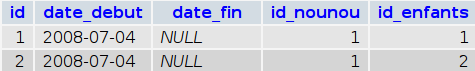 id date_debut date_fin id_nounou id_enfants
1 2008-07-04 NULL 1 1
2 2008-07-04 NULL 1 2